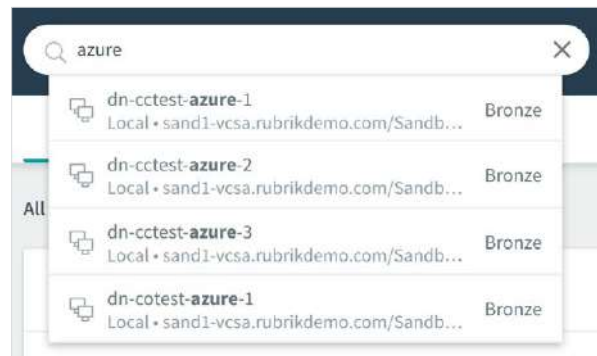 azure
dn-cctest-azure-1
Local • sand1-vcsa.rubrikdemo.com/Sandb...
Bronze
dn-cctest-azure-2
Local • sand1-vcsa.rubrikdemo.com/Sandb...
Bronze
dn-cctest-azure-3
Local • sand1-vcsa.rubrikdemo.com/Sandb...
Bronze
dn-cotest-azure-1
Local • sand1-vcsa.rubrikdemo.com/Sandb...
Bronze
All